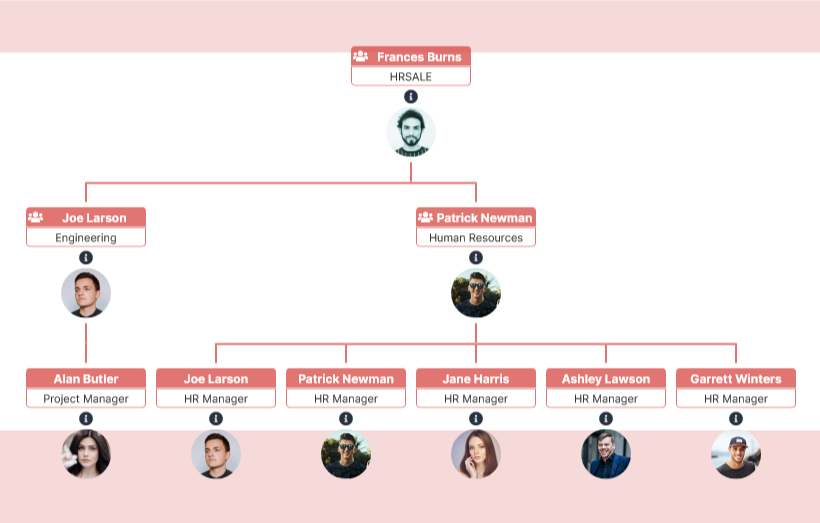 Frances Burns
HRSALE
Joe Larson
Engineering
Patrick Newman
Human Resources
Alan Butler
Project Manager
Joe Larson
HR Manager
Patrick Newman
HR Manager
Jane Harris
HR Manager
Ashley Lawson
HR Manager
Garrett Winters
HR Manager